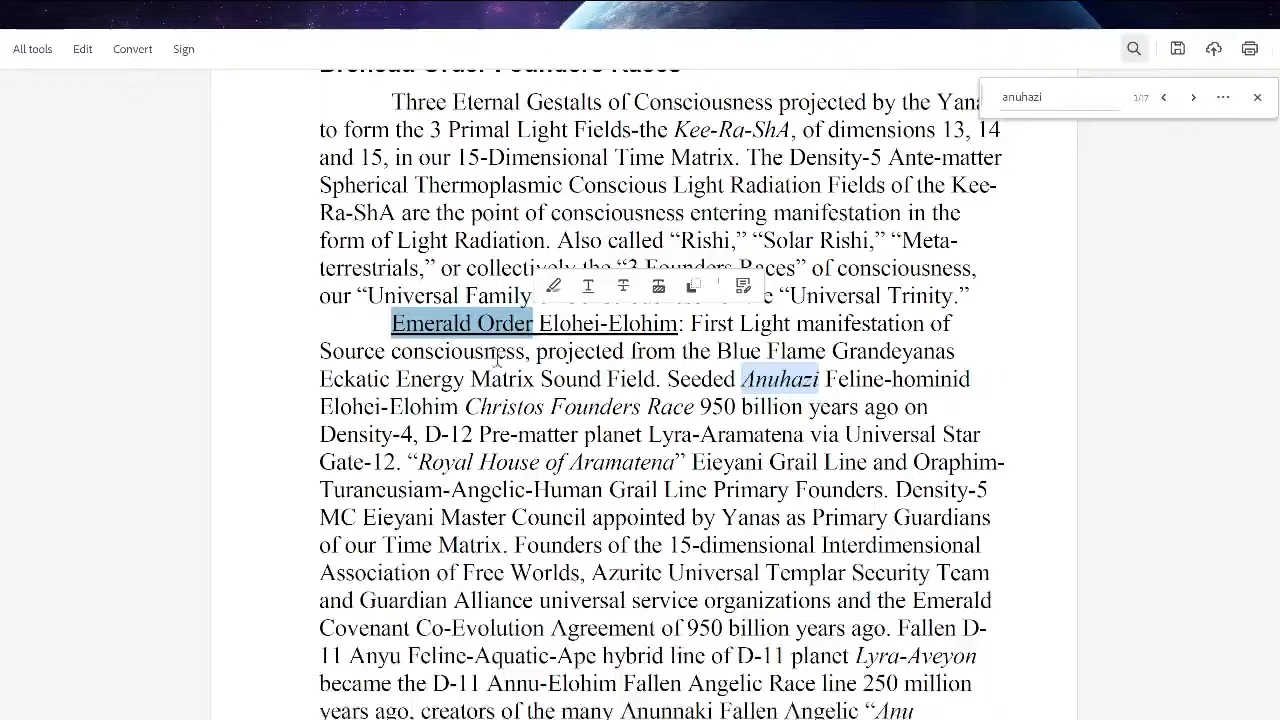 All tools Edit Convert Sign
anuhazi 3/17
Three Eternal Gestalts of Consciousness projected by the Yana
to form the 3 Primal Light Fields-the Kee-Ra-ShA, of dimensions 13, 14
and 15, in our 15-Dimensional Time Matrix. The Density-5 Ante-matter
Spherical Thermoplasmic Conscious Light Radiation Fields of the Kee-
Ra-ShA are the point of consciousness entering manifestation in the
form of Light Radiation. Also called “Rishi,” “Solar Rishi,” “Meta-
terrestrials,” or collectively the “3 Founders Races” of consciousness,
our “Universal Family “Universal Trinity.”
Emerald Order Elohei-Elohim: First Light manifestation of
Source consciousness, projected from the Blue Flame Grandeyanas
Eckatic Energy Matrix Sound Field. Seeded Anuhazi Feline-hominid
Elohei-Elohim Christos Founders Race 950 billion years ago on
Density-4, D-12 Pre-matter planet Lyra-Aramatena via Universal Star
Gate-12. “Royal House of Aramatena” Eieyani Grail Line and Oraphim-
Turaneusiam-Angelic-Human Grail Line Primary Founders. Density-5
MC Eieyani Master Council appointed by Yanas as Primary Guardians
of our Time Matrix. Founders of the 15-dimensional Interdimensional
Association of Free Worlds, Azurite Universal Templar Security Team
and Guardian Alliance universal service organizations and the Emerald
Covenant Co-Evolution Agreement of 950 billion years ago. Fallen D-
11 Anyu Feline-Aquatic-Ape hybrid line of D-11 planet Lyra-Aveyon
became the D-11 Annu-Elohim Fallen Angelic Race line 250 million
years ago, creators of the many Anunnaki Fallen Angelic “Anu